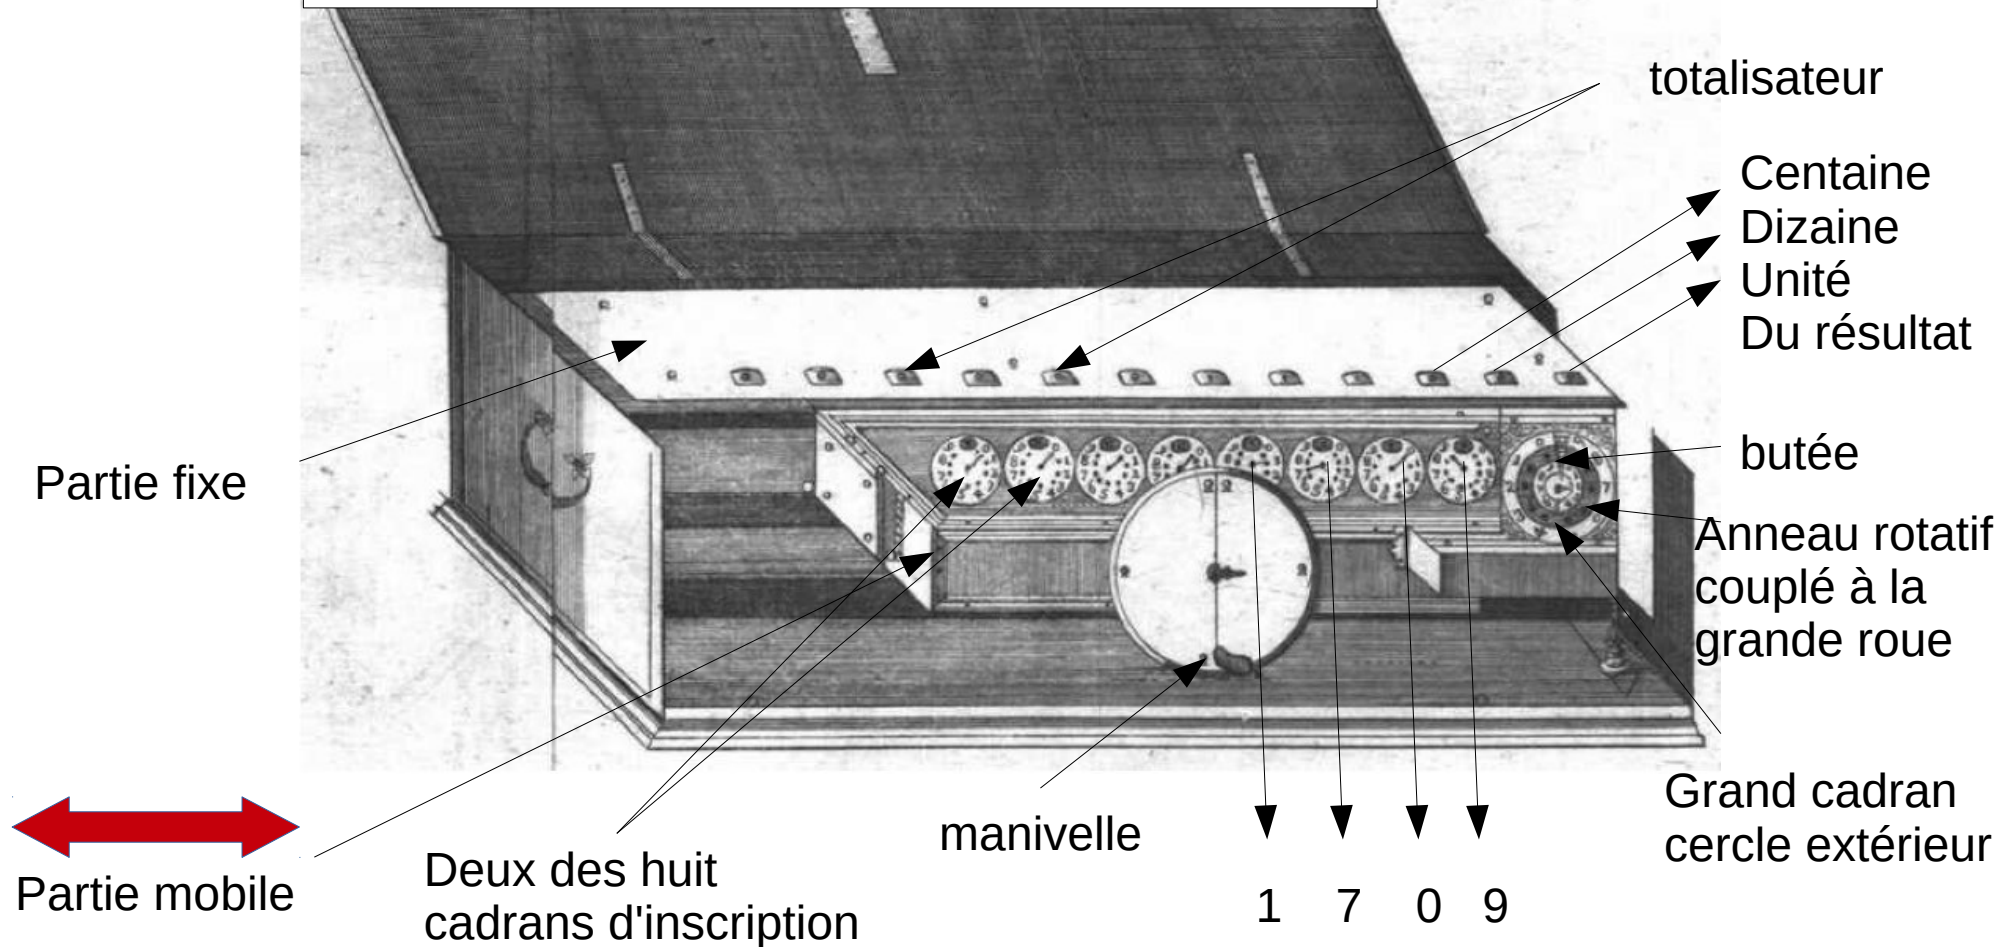 totalisateur
Centaine
Dizaine
Unité
Du résultat
Partie fixe
butée
Anneau rotatif
couplé à la
grande roue
Grand cadran
cercle extérieur
manivelle
Deux des huit
cadrans d'inscription
Partie mobile
1 7 0 9